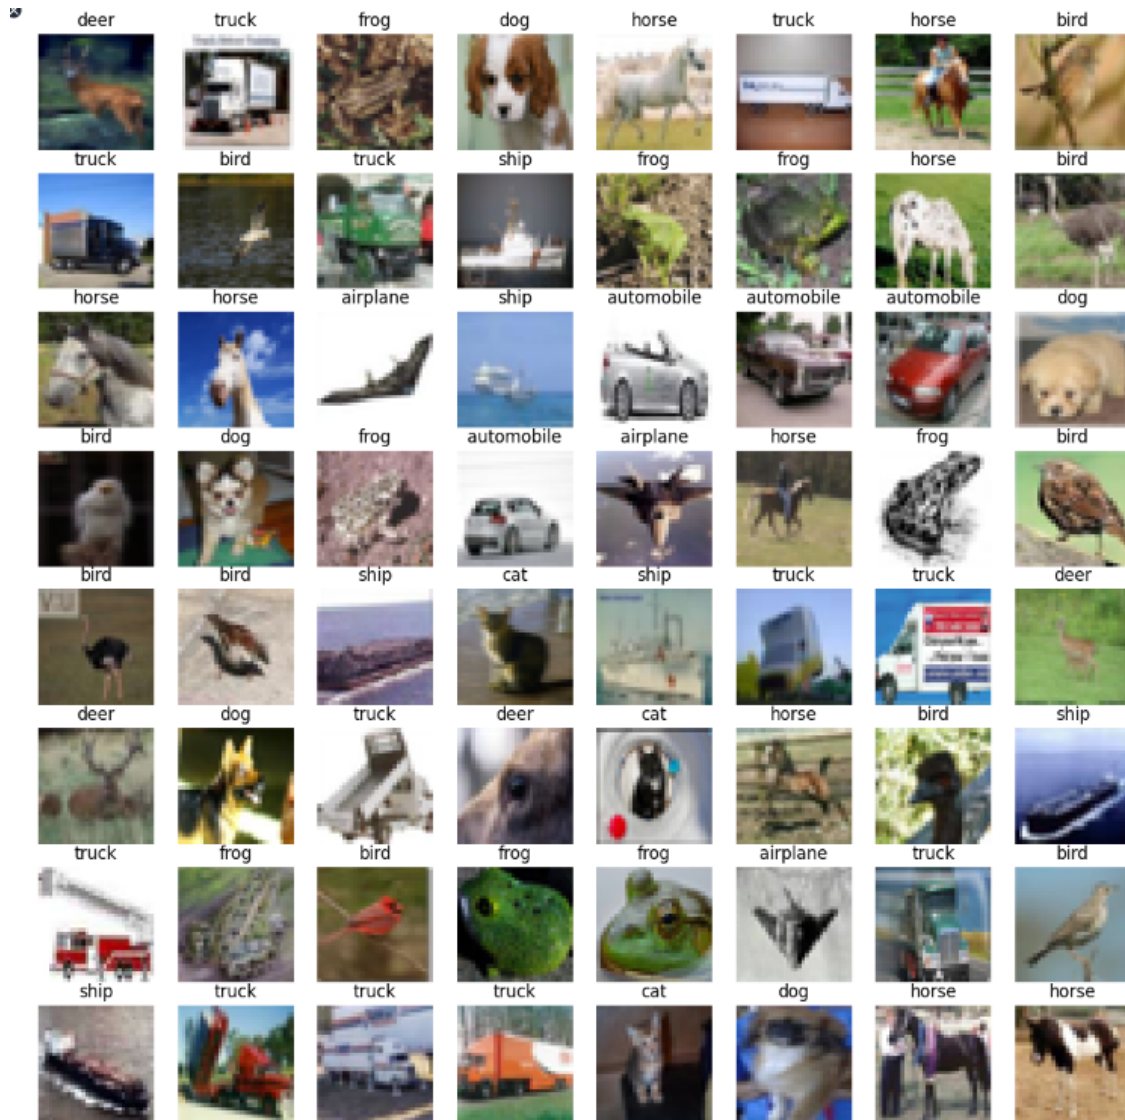 deer truck frog dog horse truck horse bird
truck bird truck ship frog frog horse bird
horse horse airplane ship automobile automobile automobile dog
bird dog frog automobile airplane horse frog bird
bird bird ship cat ship truck truck deer
deer dog truck deer cat horse bird ship
truck frog bird frog frog airplane truck bird
ship truck truck truck cat dog horse horse